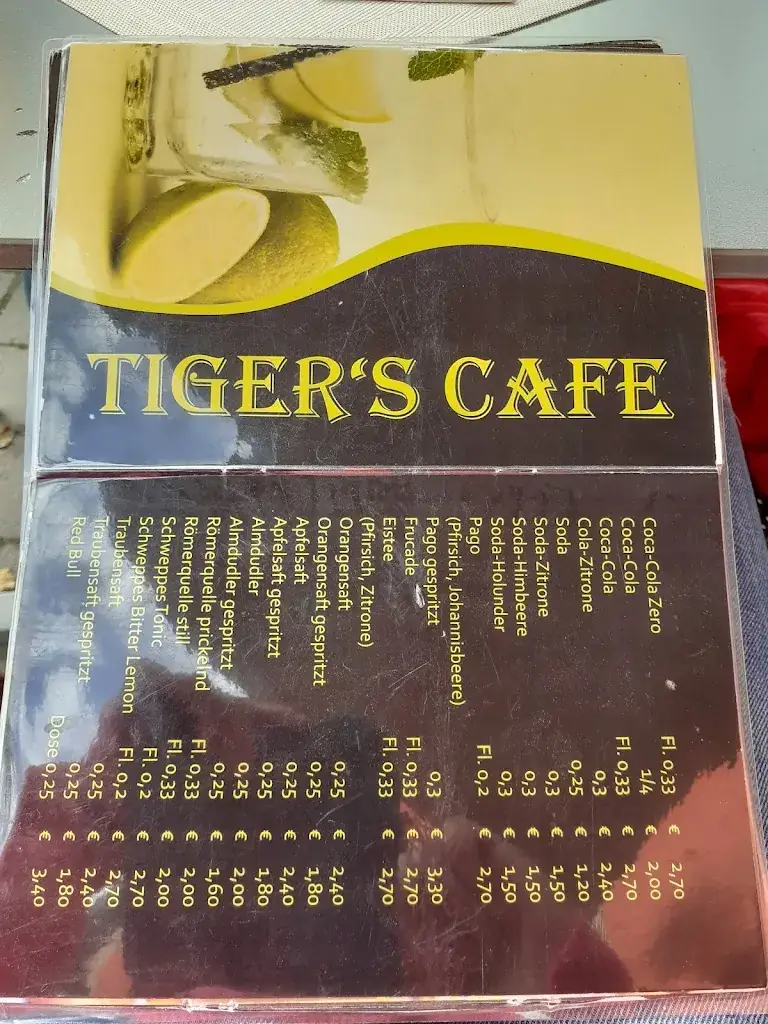 TIGER'S CAFE
Coca-Cola Zero Fl. 0,33 € 2,70
Coca-Cola 1/4 € 2,00
Coca-Cola Fl. 0,33 € 2,70
Cola-Zitrone 0,3 € 2,40
Soda 0,25 € 1,20
Soda-Zitrone 0,3 € 1,50
Soda-Himbeere 0,3 € 1,50
Soda-Holunder 0,3 € 1,50
Pago Fl. 0,2 € 2,70
(Pfirsich, Johannisbeere)
Pago gespritzt 0,3 € 3,30
Frucade Fl. 0,33 € 2,70
Eistee Fl. 0,33 € 2,70
(Pfirsich, Zitrone)
Orangensaft 0,25 € 2,40
Orangensaft gespritzt 0,25 € 1,80
Apfelsaft 0,25 € 2,40
Apfelsaft gespritzt 0,25 € 1,80
Almdudler 0,25 € 2,00
Almdudler gespritzt 0,25 € 1,60
Römerquelle prickelnd Fl. 0,33 € 2,00
Römerquelle still Fl. 0,33 € 2,00
Schweppes Tonic Fl. 0,2 € 2,70
Schweppes Bitter Lemon Fl. 0,2 € 2,70
Traubensaft 0,25 € 2,40
Traubensaft gespritzt 0,25 € 1,80
Red Bull Dose 0,25 € 3,40